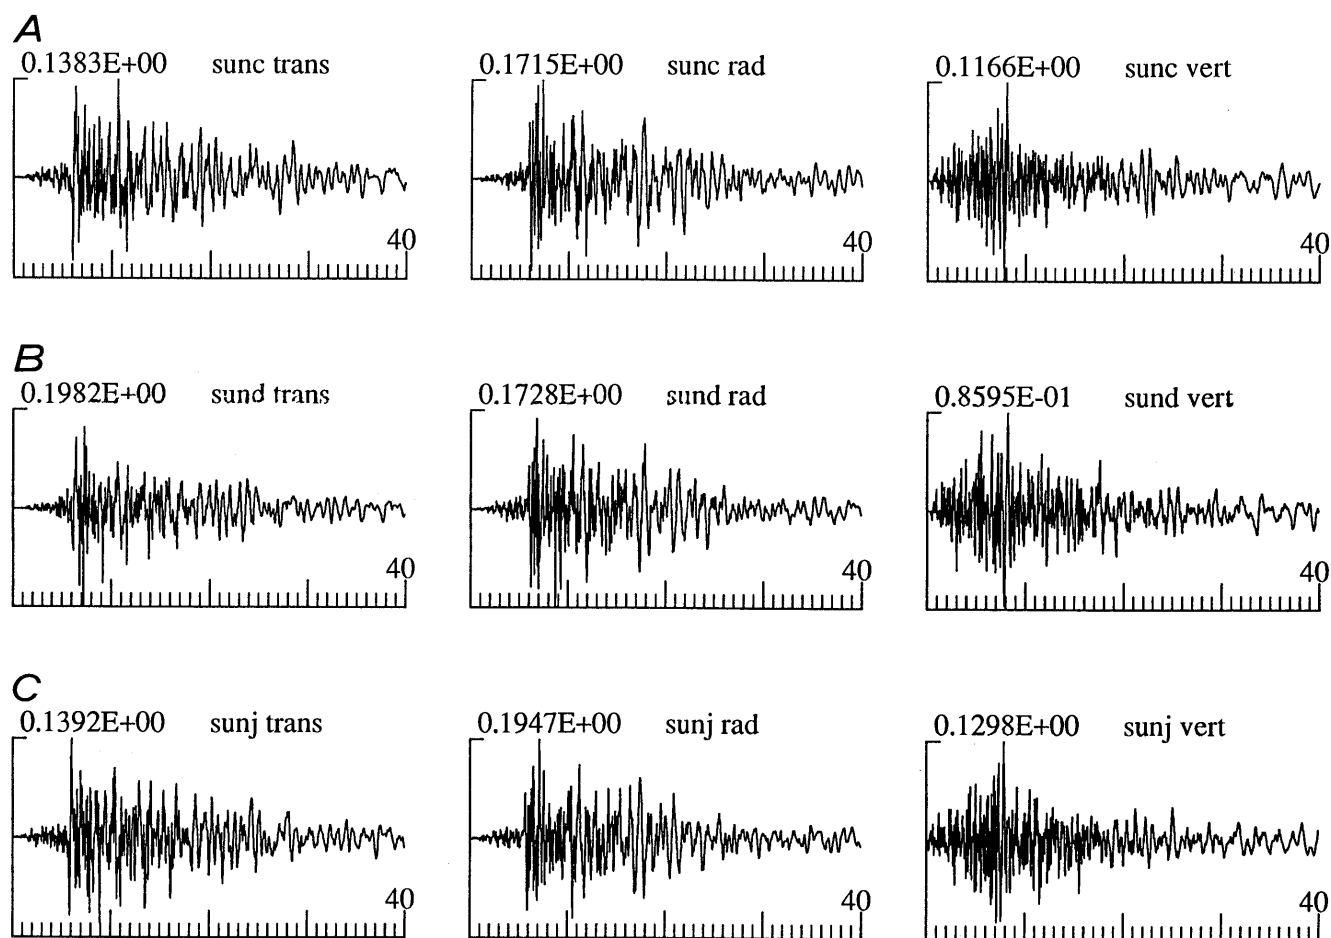 A
0.1383E+00 sunc trans
0.1715E+00 sunc rad
0.1166E+00 sunc vert
40
40
40
B
0.1982E+00 sund trans
0.1728E+00 sund rad
0.8595E-01 sund vert
40
40
40
C
0.1392E+00 sunj trans
0.1947E+00 sunj rad
0.1298E+00 sunj vert
40
40
40